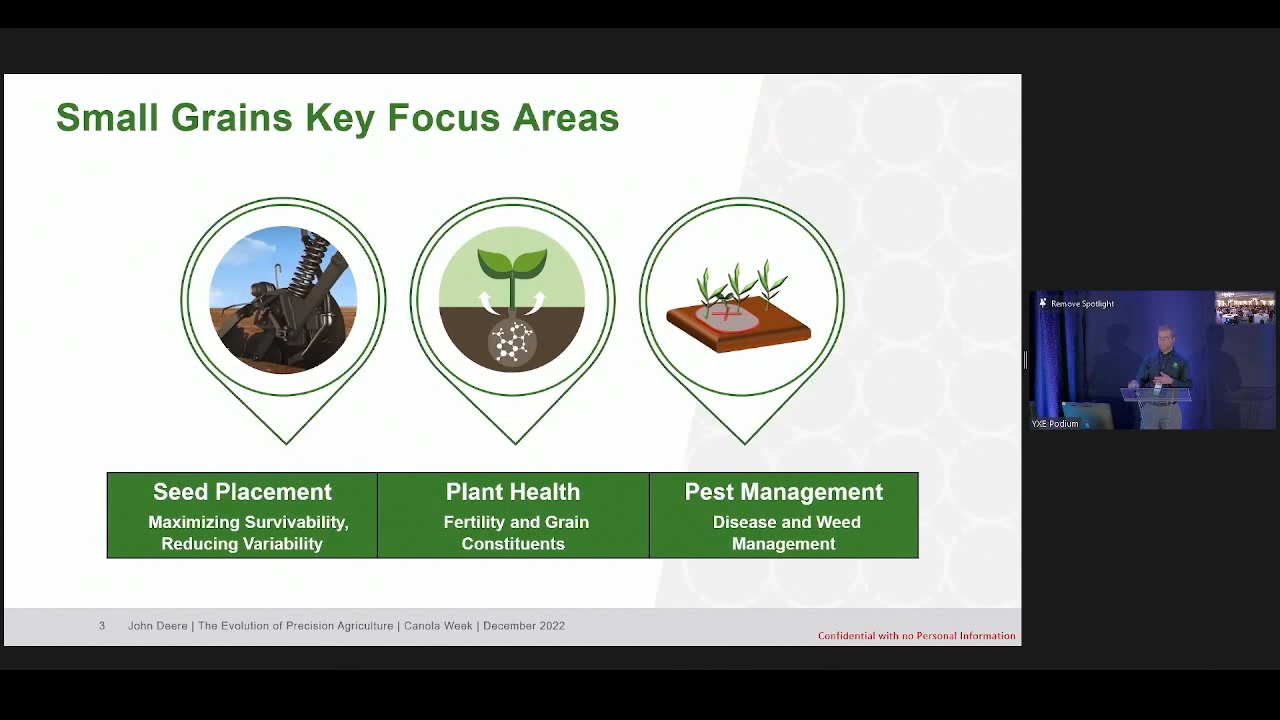 Small Grains Key Focus Areas
Remove Spotlight
YXE Podium
Seed Placement
Maximizing Survivability,
Reducing Variability
Plant Health
Fertility and Grain
Constituents
Pest Management
Disease and Weed
Management
3 John Deere | The Evolution of Precision Agriculture | Canola Week | December 2022
Confidential with no Personal Information